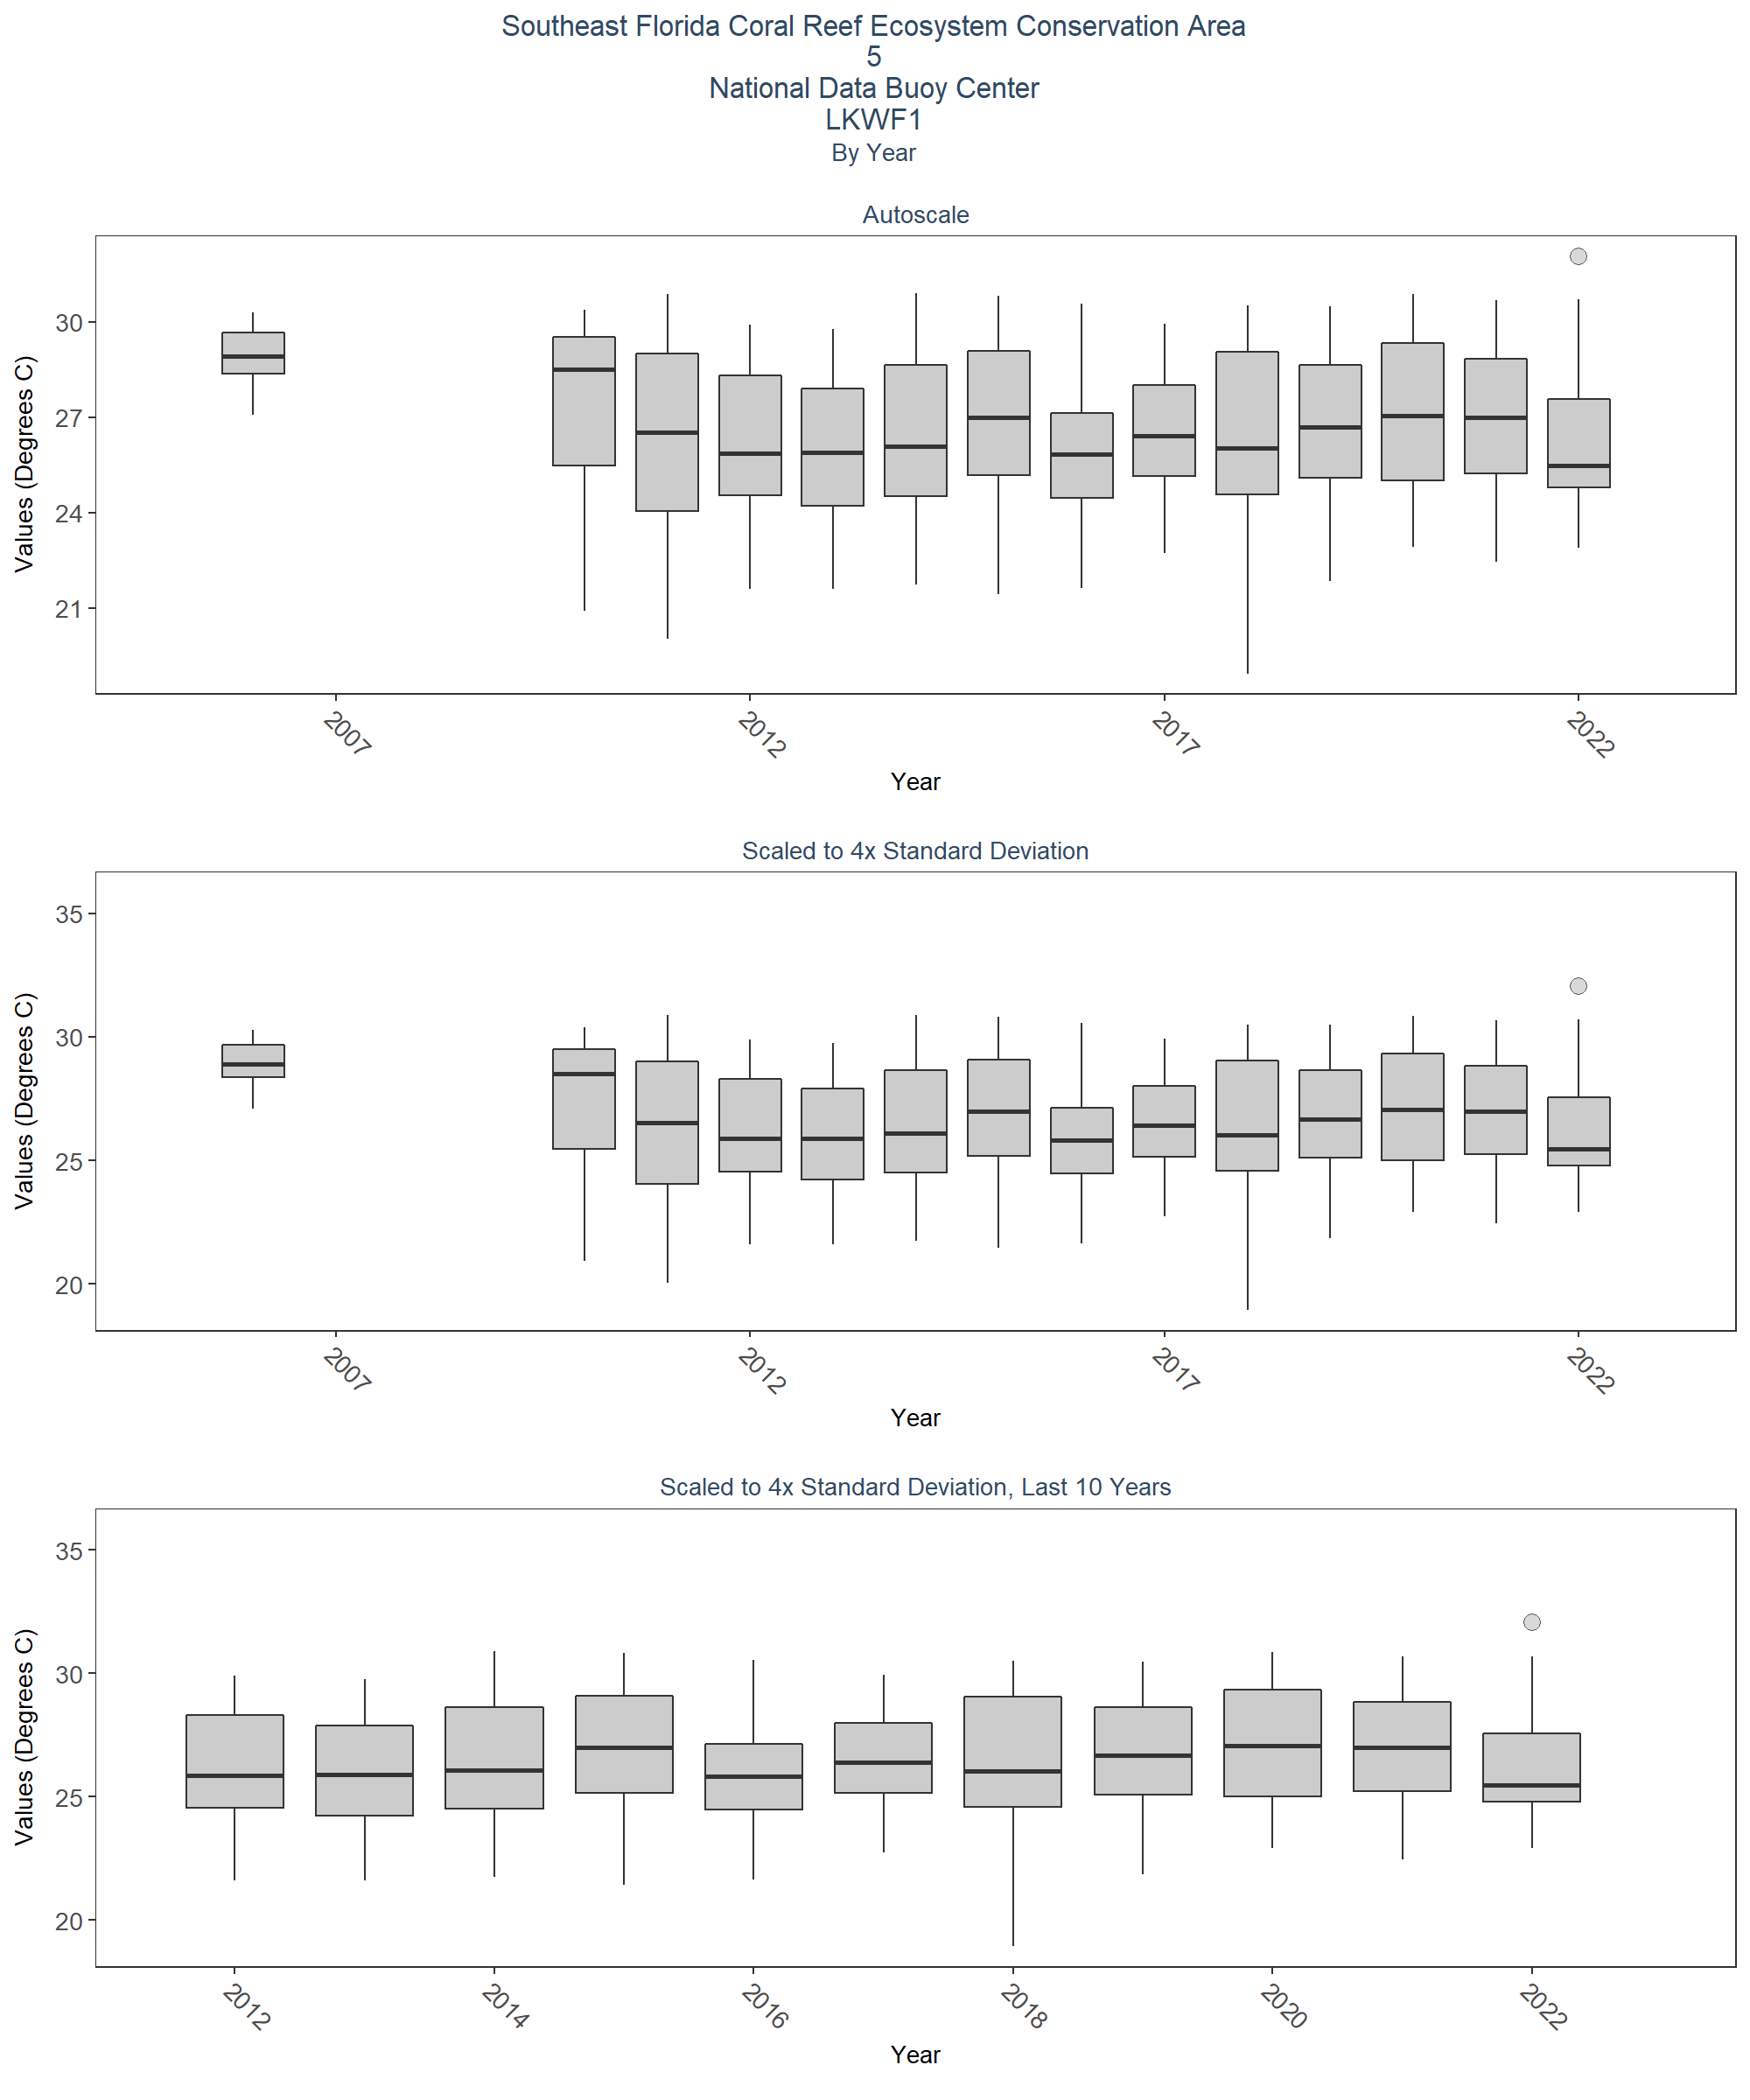 Southeast Florida Coral Reef Ecosystem Conservation Area
5
National Data Buoy Center
LKWF1
By Year
Autoscale
Values (Degrees C)
30
27
24
21
2007
2012
2017
2022
Year
Scaled to 4x Standard Deviation
Values (Degrees C)
35
30
25
20
2007
2012
2017
2022
Year
Scaled to 4x Standard Deviation, Last 10 Years
Values (Degrees C)
35
30
25
20
2012
2014
2016
2018
2020
2022
Year